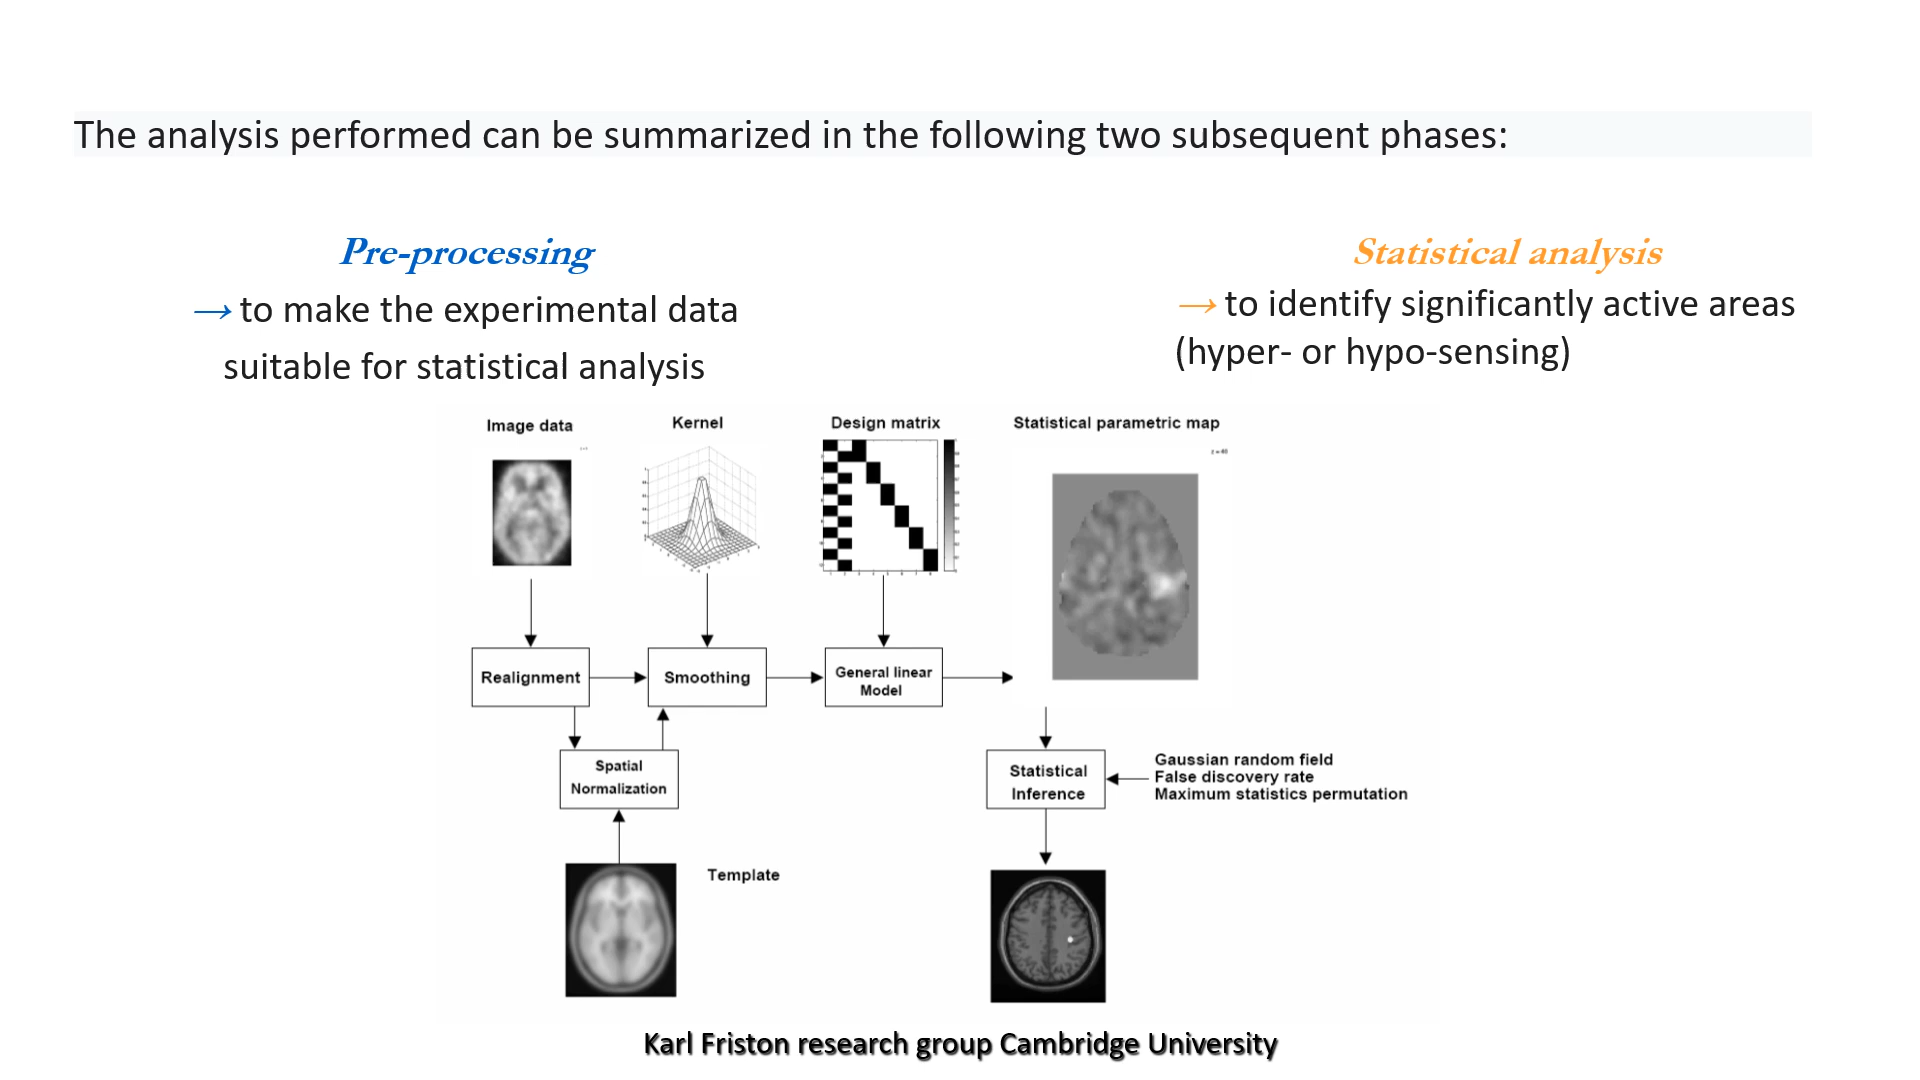 The analysis performed can be summarized in the following two subsequent phases:
Pre-processing
→ to make the experimental data
suitable for statistical analysis
Statistical analysis
→ to identify significantly active areas
(hyper- or hypo-sensing)
Image data
Kernel
Design matrix
Statistical parametric map
Realignment
Smoothing
General linear
Model
Spatial
Normalization
Statistical
Inference
Gaussian random field
False discovery rate
Maximum statistics permutation
Template
Karl Friston research group Cambridge University